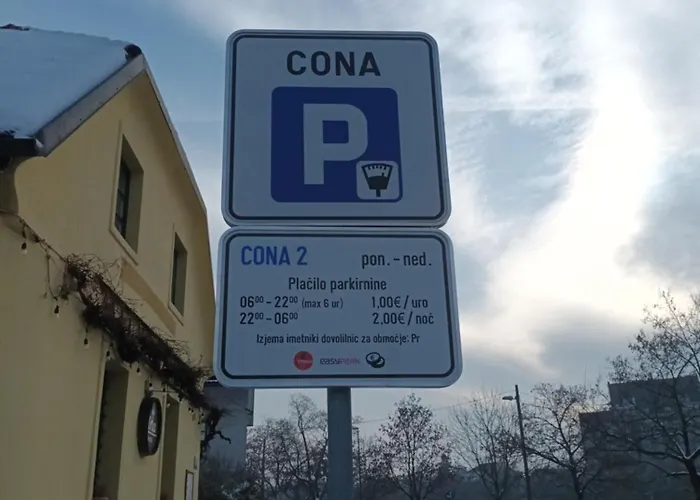 CONA
P
CONA 2 pon. - ned.
Plačilo parkirnine
06⁰⁰ - 22⁰⁰ (max 6 ur) 1,00€ / uro
22⁰⁰ - 06⁰⁰ 2,00€ / noč
Izjema imetniki dovolilnic za območje: Pr
EASYPARK